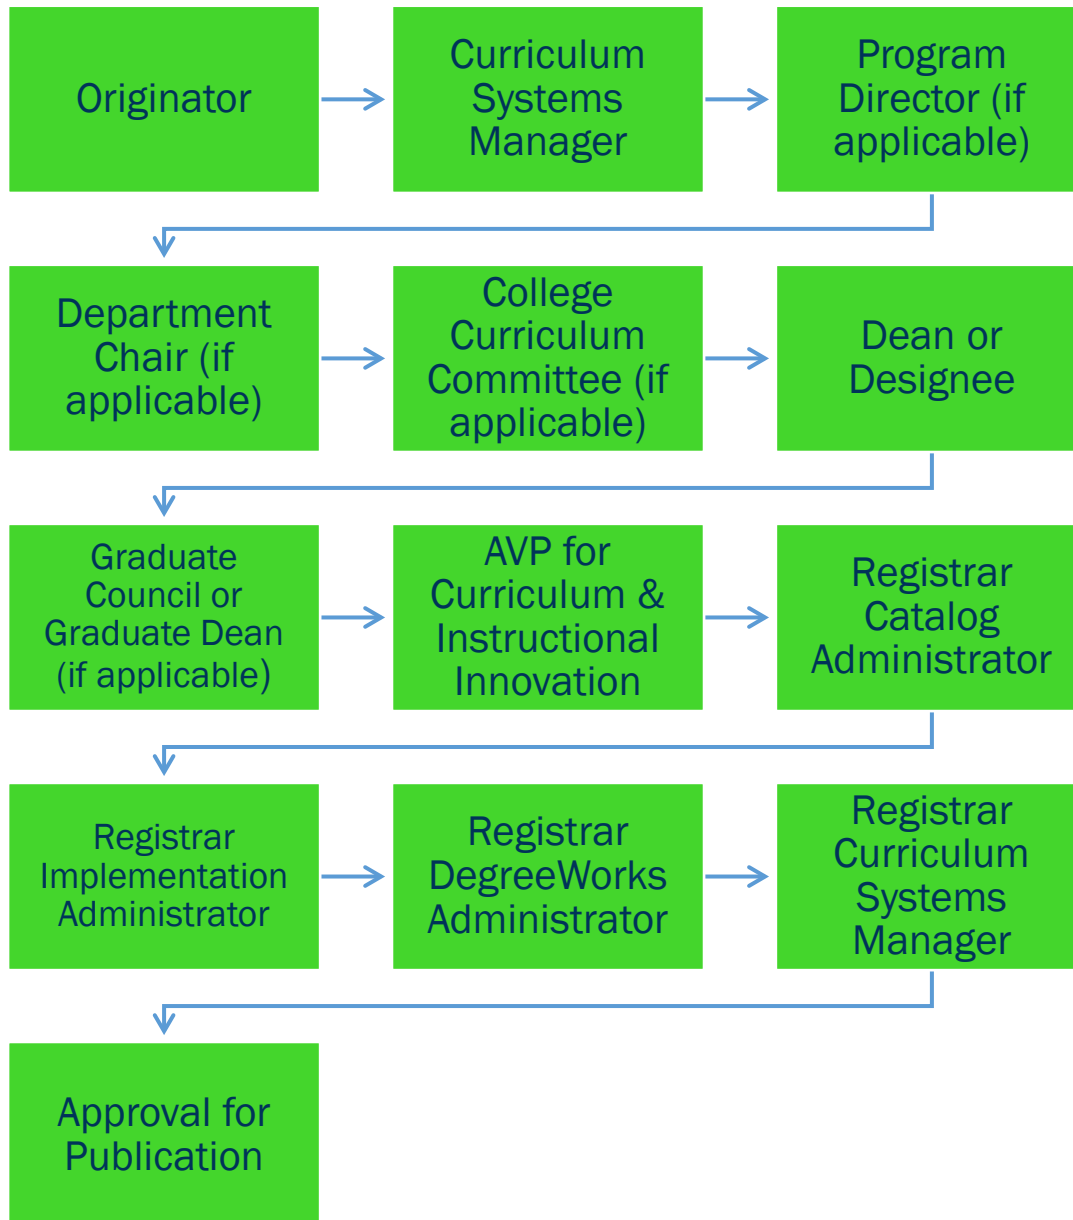 Originator
Curriculum
Systems
Manager
Program
Director (if
applicable)
Department
Chair (if
applicable)
College
Curriculum
Committee (if
applicable)
Dean or
Designee
Graduate
Council or
Graduate Dean
(if applicable)
AVP for
Curriculum &
Instructional
Innovation
Registrar
Catalog
Administrator
Registrar
Implementation
Administrator
Registrar
DegreeWorks
Administrator
Registrar
Curriculum
Systems
Manager
Approval for
Publication